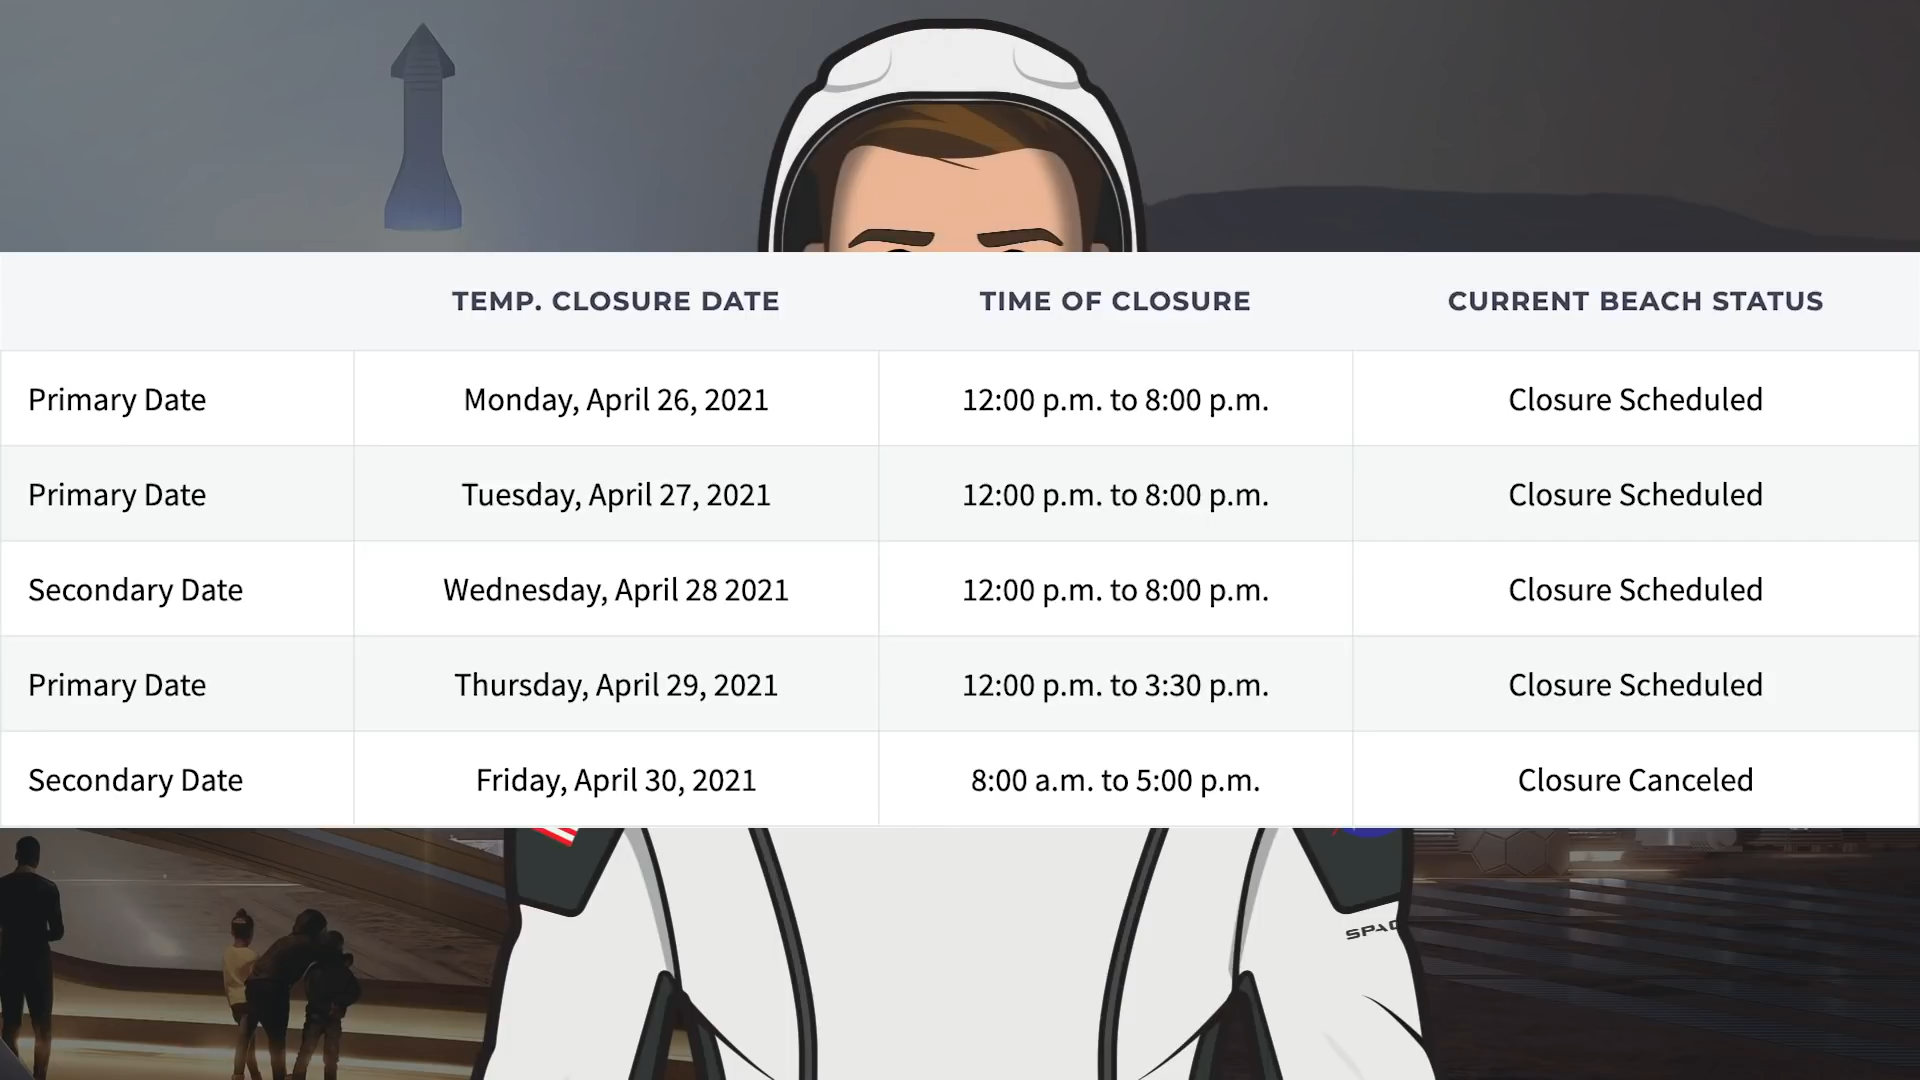 TEMP. CLOSURE DATE TIME OF CLOSURE CURRENT BEACH STATUS
Primary Date Monday, April 26, 2021 12:00 p.m. to 8:00 p.m. Closure Scheduled
Primary Date Tuesday, April 27, 2021 12:00 p.m. to 8:00 p.m. Closure Scheduled
Secondary Date Wednesday, April 28 2021 12:00 p.m. to 8:00 p.m. Closure Scheduled
Primary Date Thursday, April 29, 2021 12:00 p.m. to 3:30 p.m. Closure Scheduled
Secondary Date Friday, April 30, 2021 8:00 a.m. to 5:00 p.m. Closure Canceled
SPAC